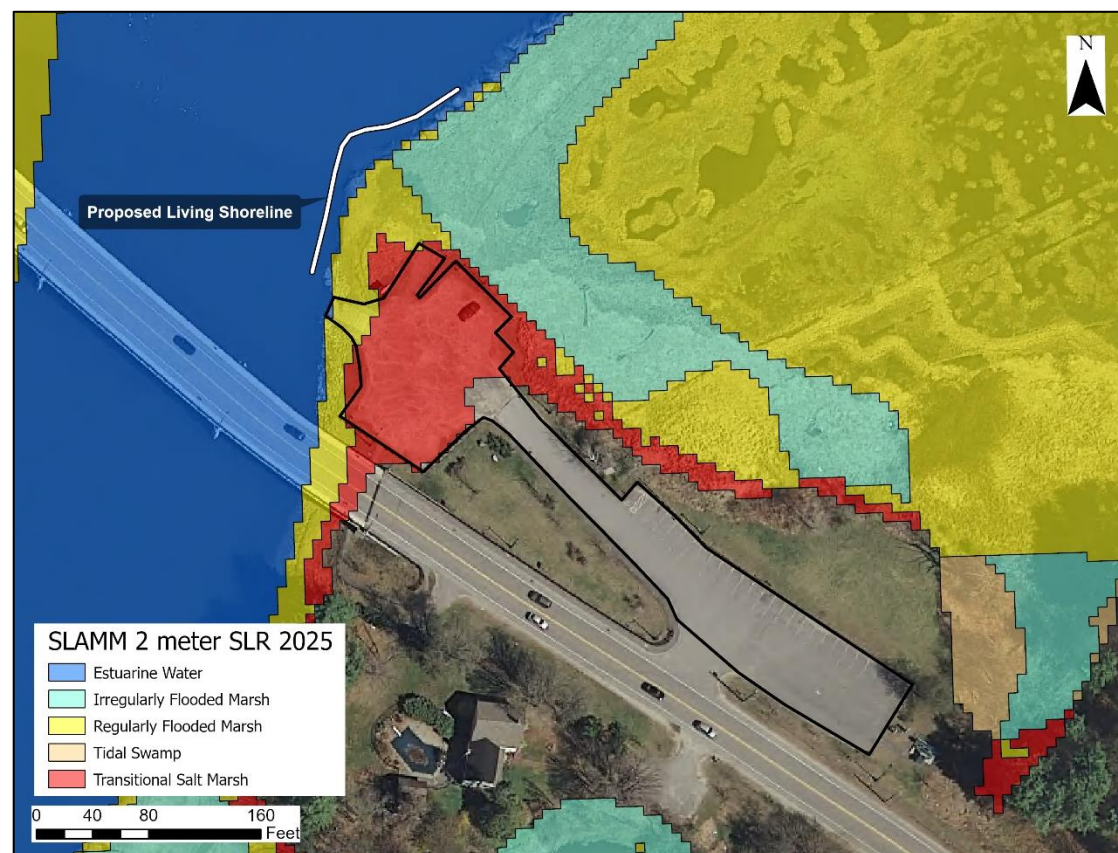 N
Proposed Living Shoreline
SLAMM 2 meter SLR 2025
Estuarine Water
Irregularly Flooded Marsh
Regularly Flooded Marsh
Tidal Swamp
Transitional Salt Marsh
0 40 80 160
Feet